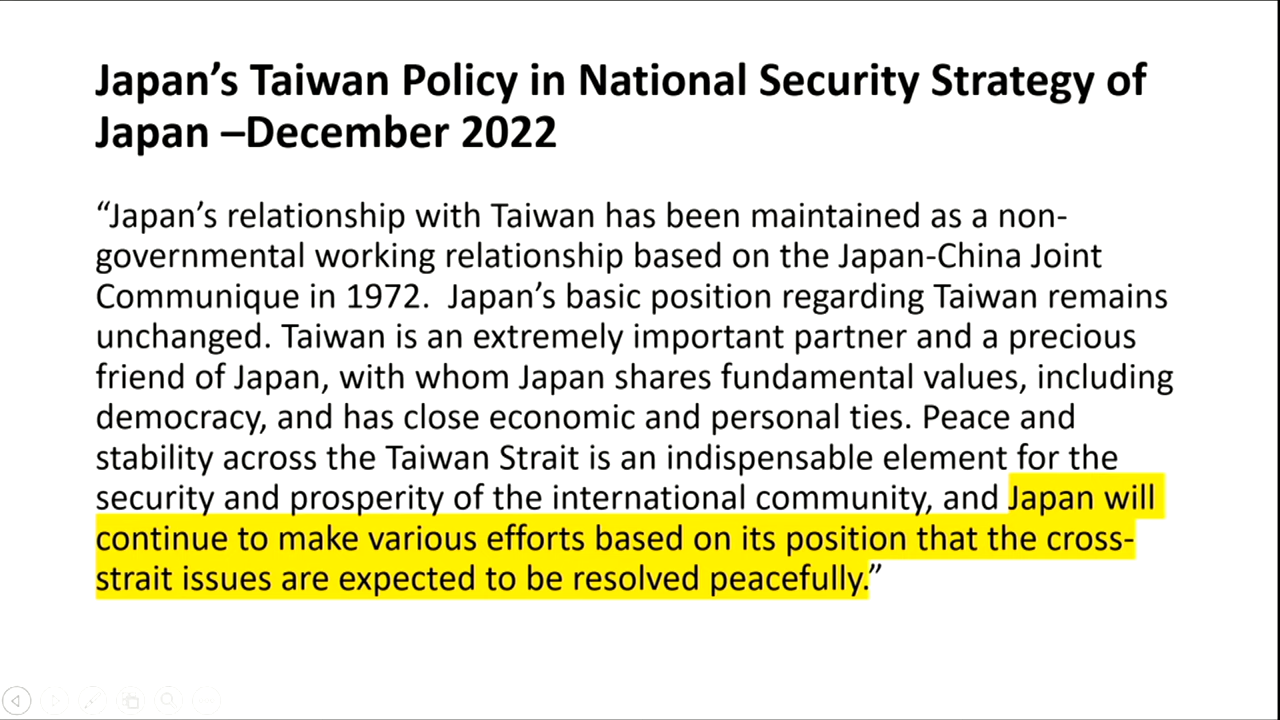 Japan’s Taiwan Policy in National Security Strategy of
Japan –December 2022
“Japan’s relationship with Taiwan has been maintained as a non-
governmental working relationship based on the Japan-China Joint
Communique in 1972.  Japan’s basic position regarding Taiwan remains
unchanged. Taiwan is an extremely important partner and a precious
friend of Japan, with whom Japan shares fundamental values, including
democracy, and has close economic and personal ties. Peace and
stability across the Taiwan Strait is an indispensable element for the
security and prosperity of the international community, and Japan will
continue to make various efforts based on its position that the cross-
strait issues are expected to be resolved peacefully.”